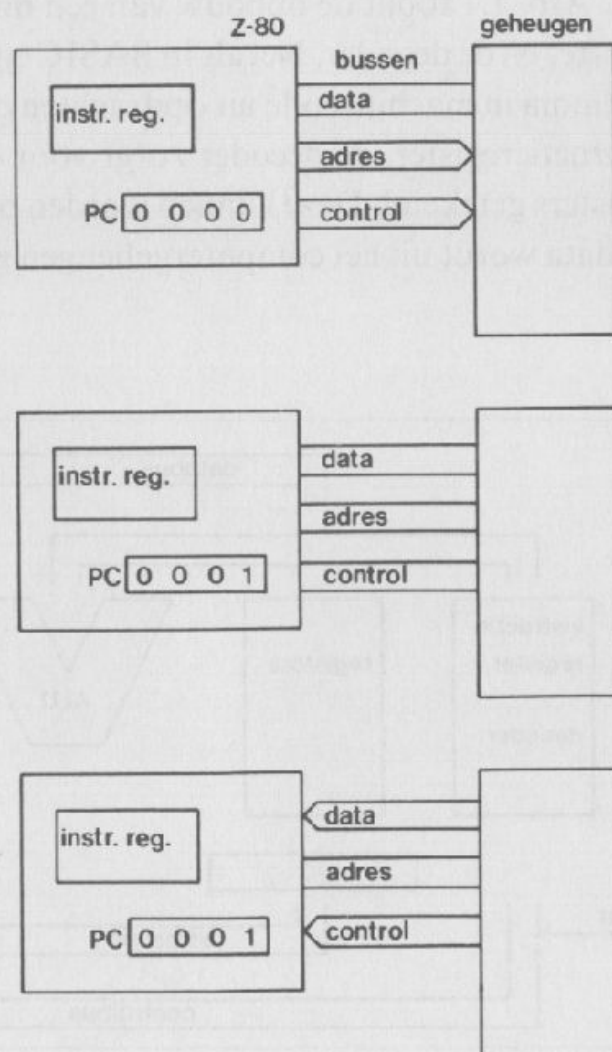 Z-80 geheugen
bussen
instr. reg. data
adres
PC 0 0 0 0 control
instr. reg. data
adres
PC 0 0 0 1 control
instr. reg. data
adres
PC 0 0 0 1 control